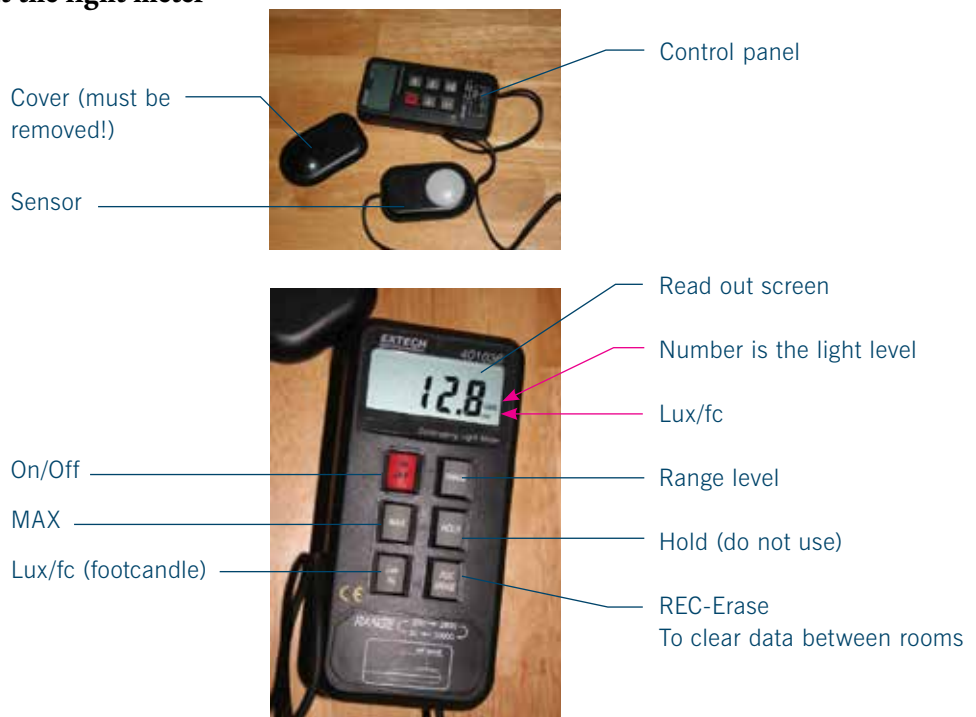 Control panel
Cover (must be
removed!)
Sensor
Read out screen
EXTECH
Number is the light level
12.8
Lux/fc
Light Meter
On/Off
Range level
MAX
MAX
HOLD
Hold (do not use)
Lux/fc (footcandle)
REC-Erase
To clear data between rooms
CE
RANGE